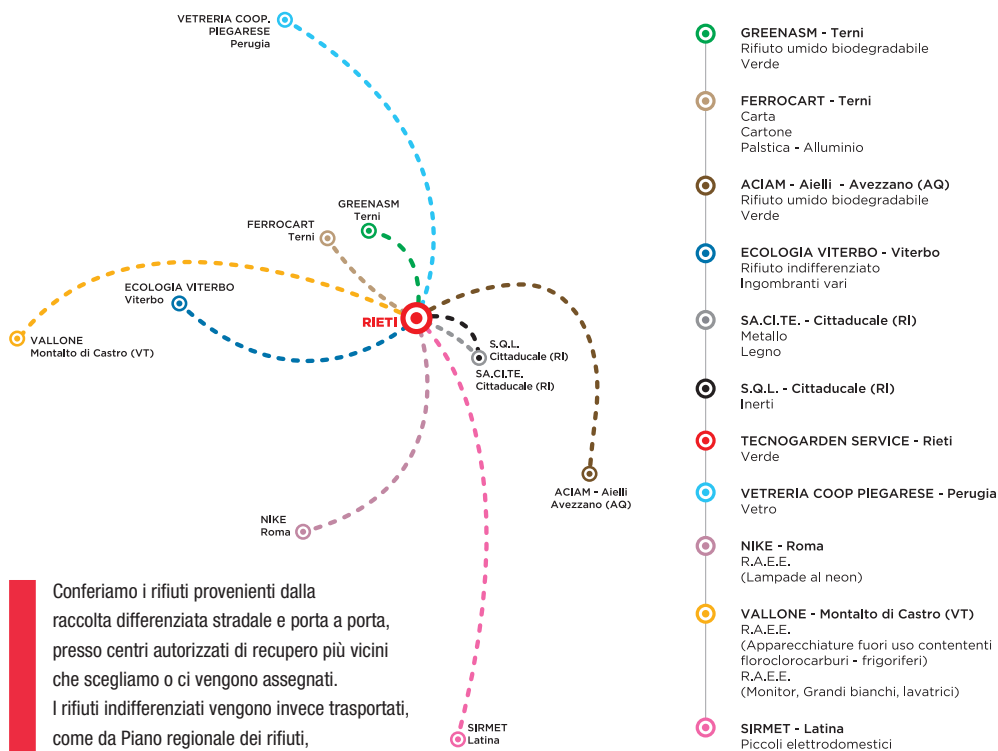 VETRERIA COOP.
PIEGARESE
Perugia
GREENASM
Terni
FERROCART
Terni
ECOLOGIA VITERBO
Viterbo
RIETI
VALLONE
Montalto di Castro (VT)
S.Q.L.
Cittaducale (RI)
SA.CI.TE.
Cittaducale (RI)
ACIAM - Aielli
Avezzano (AQ)
NIKE
Roma
SIRMET
Latina
Conferiamo i rifiuti provenienti dalla
raccolta differenziata stradale e porta a porta,
presso centri autorizzati di recupero più vicini
che scegliamo o ci vengono assegnati.
I rifiuti indifferenziati vengono invece trasportati,
come da Piano regionale dei rifiuti,
GREENASM - Terni
Rifiuto umido biodegradabile
Verde
FERROCART - Terni
Carta
Cartone
Palstica - Alluminio
ACIAM - Aielli - Avezzano (AQ)
Rifiuto umido biodegradabile
Verde
ECOLOGIA VITERBO - Viterbo
Rifiuto indifferenziato
Ingombranti vari
SA.CI.TE. - Cittaducale (RI)
Metallo
Legno
S.Q.L. - Cittaducale (RI)
Inerti
TECNOGARDEN SERVICE - Rieti
Verde
VETRERIA COOP PIEGARESE - Perugia
Vetro
NIKE - Roma
R.A.E.E.
(Lampade al neon)
VALLONE - Montalto di Castro (VT)
R.A.E.E.
(Apparecchiature fuori uso contententi
floroclorocarburi - frigoriferi)
R.A.E.E.
(Monitor, Grandi bianchi, lavatrici)
SIRMET - Latina
Piccoli elettrodomestici